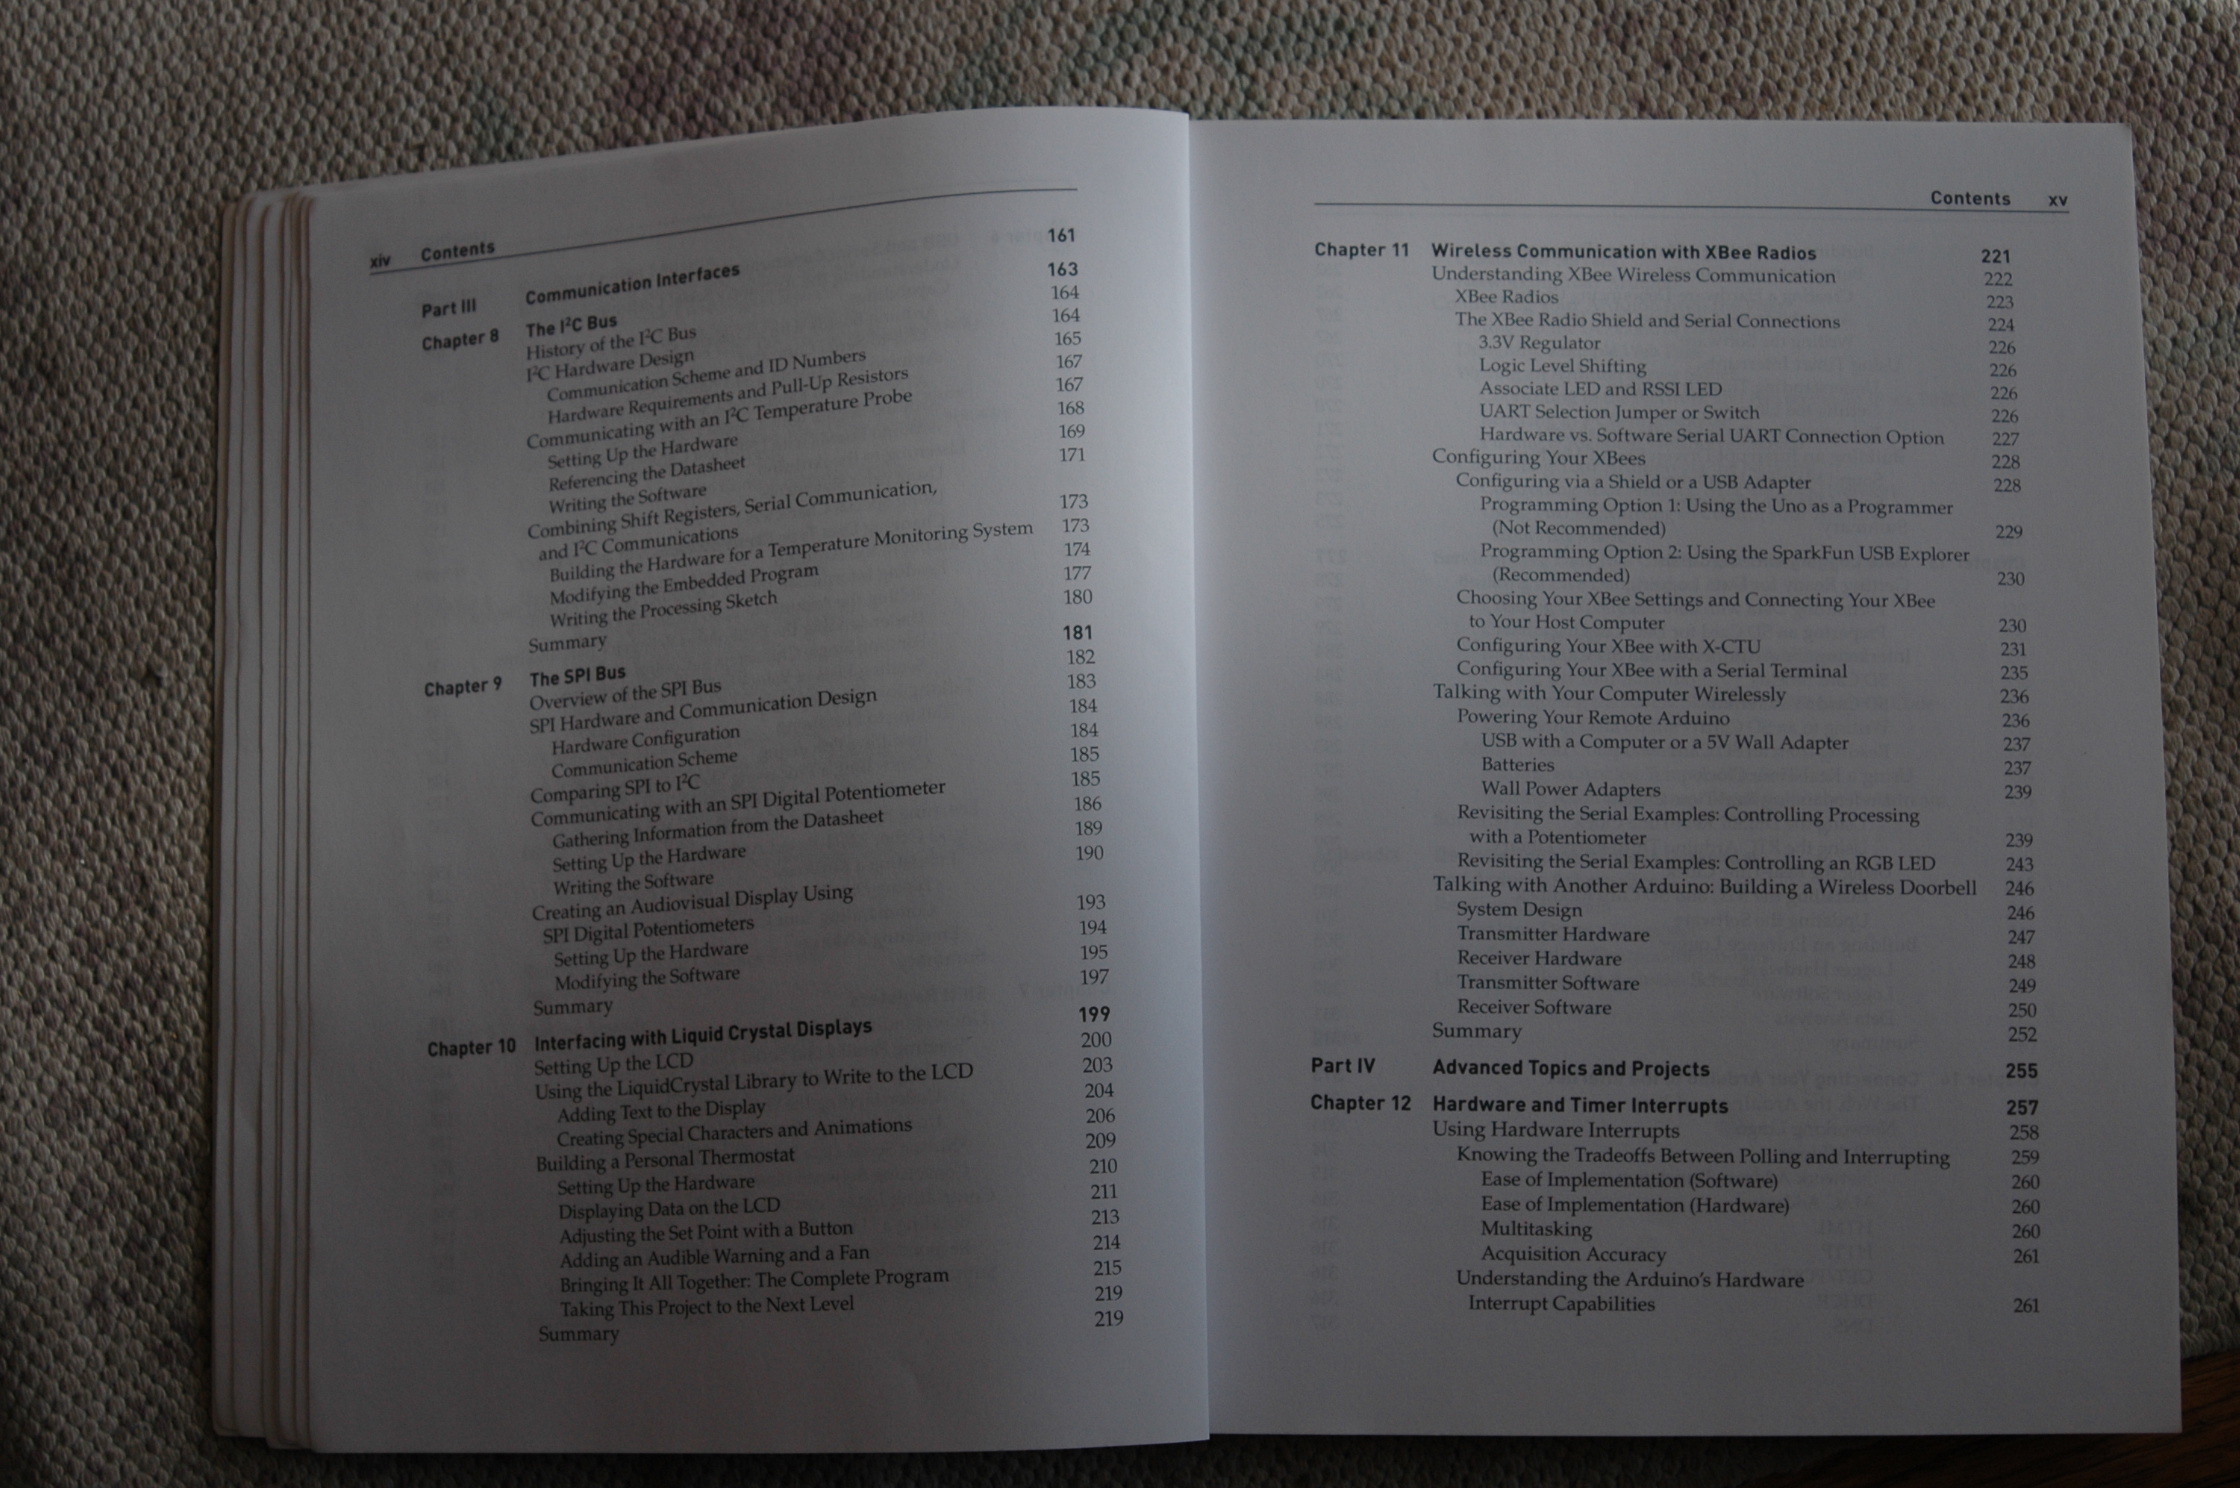 xiv Contents
Part III Communication Interfaces 161
Chapter 8 The I²C Bus 163
History of the I²C Bus 164
I²C Hardware Design 164
Communication Scheme and ID Numbers 165
Hardware Requirements and Pull-Up Resistors 167
Communicating with an I²C Temperature Probe 167
Setting Up the Hardware 168
Referencing the Datasheet 169
Writing the Software 171
Combining Shift Registers, Serial Communication,
and I²C Communications 173
Building the Hardware for a Temperature Monitoring System 173
Modifying the Embedded Program 174
Writing the Processing Sketch 177
Summary 180
Chapter 9 The SPI Bus 181
Overview of the SPI Bus 182
SPI Hardware and Communication Design 183
Hardware Configuration 184
Communication Scheme 184
Comparing SPI to I²C 185
Communicating with an SPI Digital Potentiometer 185
Gathering Information from the Datasheet 186
Setting Up the Hardware 189
Writing the Software 190
Creating an Audiovisual Display Using
SPI Digital Potentiometers 193
Setting Up the Hardware 194
Modifying the Software 195
Summary 197
Chapter 10 Interfacing with Liquid Crystal Displays 199
Setting Up the LCD 200
Using the LiquidCrystal Library to Write to the LCD 203
Adding Text to the Display 204
Creating Special Characters and Animations 206
Building a Personal Thermostat 209
Setting Up the Hardware 210
Displaying Data on the LCD 211
Adjusting the Set Point with a Button 213
Adding an Audible Warning and a Fan 214
Bringing It All Together: The Complete Program 215
Taking This Project to the Next Level 219
Summary 219
Contents xv
Chapter 11 Wireless Communication with XBee Radios 221
Understanding XBee Wireless Communication 222
XBee Radios 223
The XBee Radio Shield and Serial Connections 224
3.3V Regulator 226
Logic Level Shifting 226
Associate LED and RSSI LED 226
UART Selection Jumper or Switch 226
Hardware vs. Software Serial UART Connection Option 227
Configuring Your XBees 228
Configuring via a Shield or a USB Adapter 228
Programming Option 1: Using the Uno as a Programmer
(Not Recommended) 229
Programming Option 2: Using the SparkFun USB Explorer
(Recommended) 230
Choosing Your XBee Settings and Connecting Your XBee
to Your Host Computer 230
Configuring Your XBee with X-CTU 231
Configuring Your XBee with a Serial Terminal 235
Talking with Your Computer Wirelessly 236
Powering Your Remote Arduino 236
USB with a Computer or a 5V Wall Adapter 237
Batteries 237
Wall Power Adapters 239
Revisiting the Serial Examples: Controlling Processing
with a Potentiometer 239
Revisiting the Serial Examples: Controlling an RGB LED 243
Talking with Another Arduino: Building a Wireless Doorbell 246
System Design 246
Transmitter Hardware 247
Receiver Hardware 248
Transmitter Software 249
Receiver Software 250
Summary 252
Part IV Advanced Topics and Projects 255
Chapter 12 Hardware and Timer Interrupts 257
Using Hardware Interrupts 258
Knowing the Tradeoffs Between Polling and Interrupting 259
Ease of Implementation (Software) 260
Ease of Implementation (Hardware) 260
Multitasking 260
Acquisition Accuracy 261
Understanding the Arduino's Hardware
Interrupt Capabilities 261